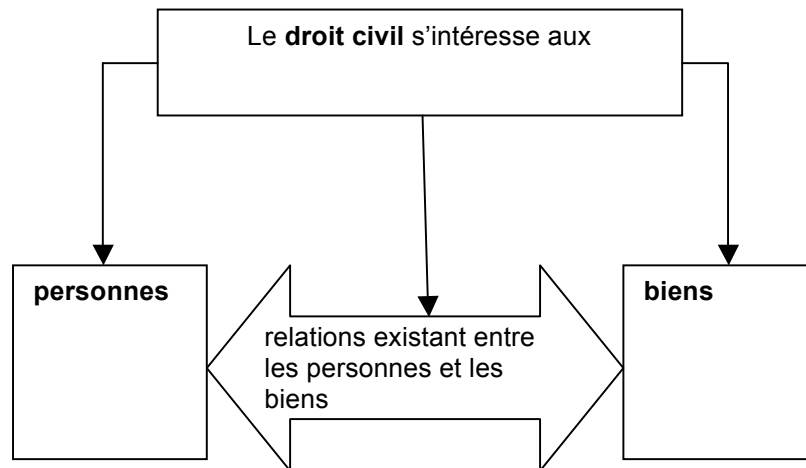 Le droit civil s’intéresse aux
personnes
biens
relations existant entre
les personnes et les
biens